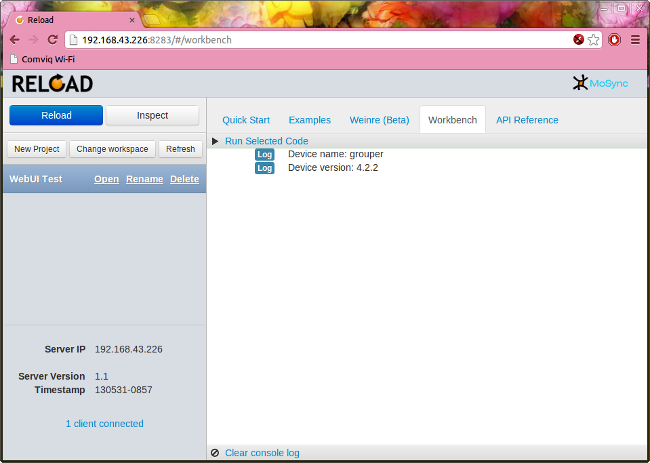 Reload
192.168.43.226:8283/#/workbench
Comviq Wi-Fi
RELOAD
MoSync
Reload Inspect
Quick Start Examples Weinre (Beta) Workbench API Reference
New Project Change workspace Refresh
Run Selected Code
Log Device name: grouper
Log Device version: 4.2.2
WebUI Test Open Rename Delete
Server IP 192.168.43.226
Server Version 1.1
Timestamp 130531-0857
1 client connected
Clear console log